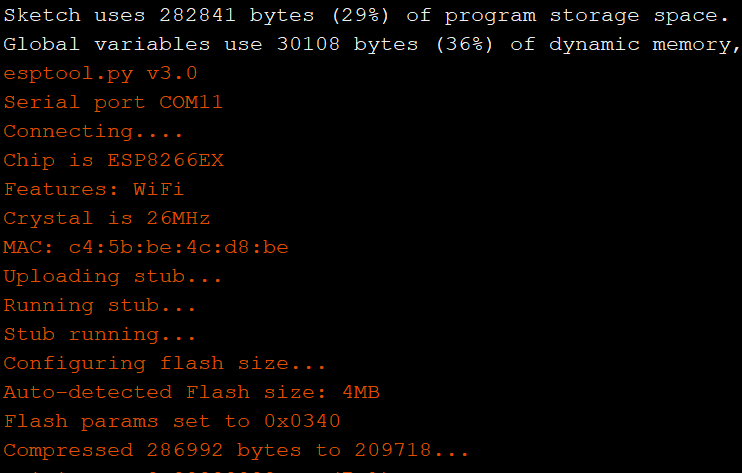 Sketch uses 282841 bytes (29%) of program storage space.
Global variables use 30108 bytes (36%) of dynamic memory,
esptool.py v3.0
Serial port COM11
Connecting....
Chip is ESP8266EX
Features: WiFi
Crystal is 26MHz
MAC: c4:5b:be:4c:d8:be
Uploading stub...
Running stub...
Stub running...
Configuring flash size...
Auto-detected Flash size: 4MB
Flash params set to 0x0340
Compressed 286992 bytes to 209718...